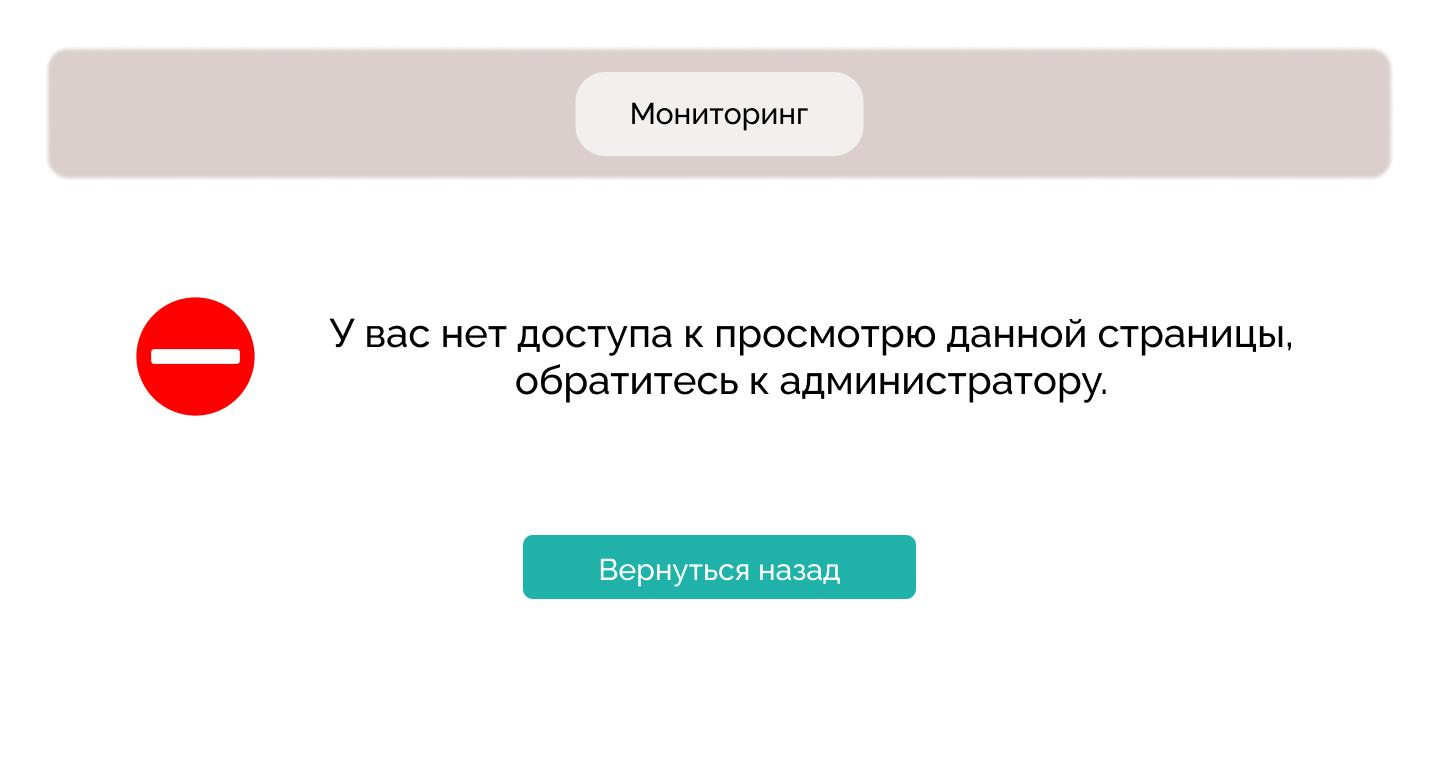 Мониторинг
У вас нет доступа к просмотрю данной страницы,
обратитесь к администратору.
Вернуться назад